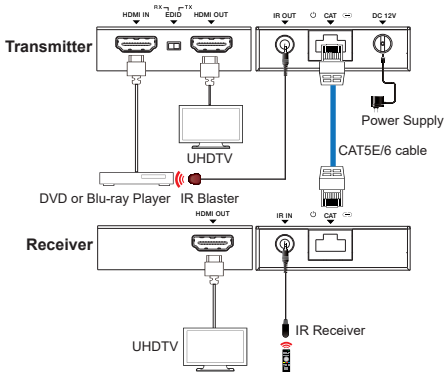 RX TX
HDMI IN EDID HDMI OUT IR OUT CAT DC 12V
Transmitter
Power Supply
UHDTV
CAT5E/6 cable
DVD or Blu-ray Player IR Blaster
HDMI OUT IR IN CAT
Receiver
IR Receiver
UHDTV